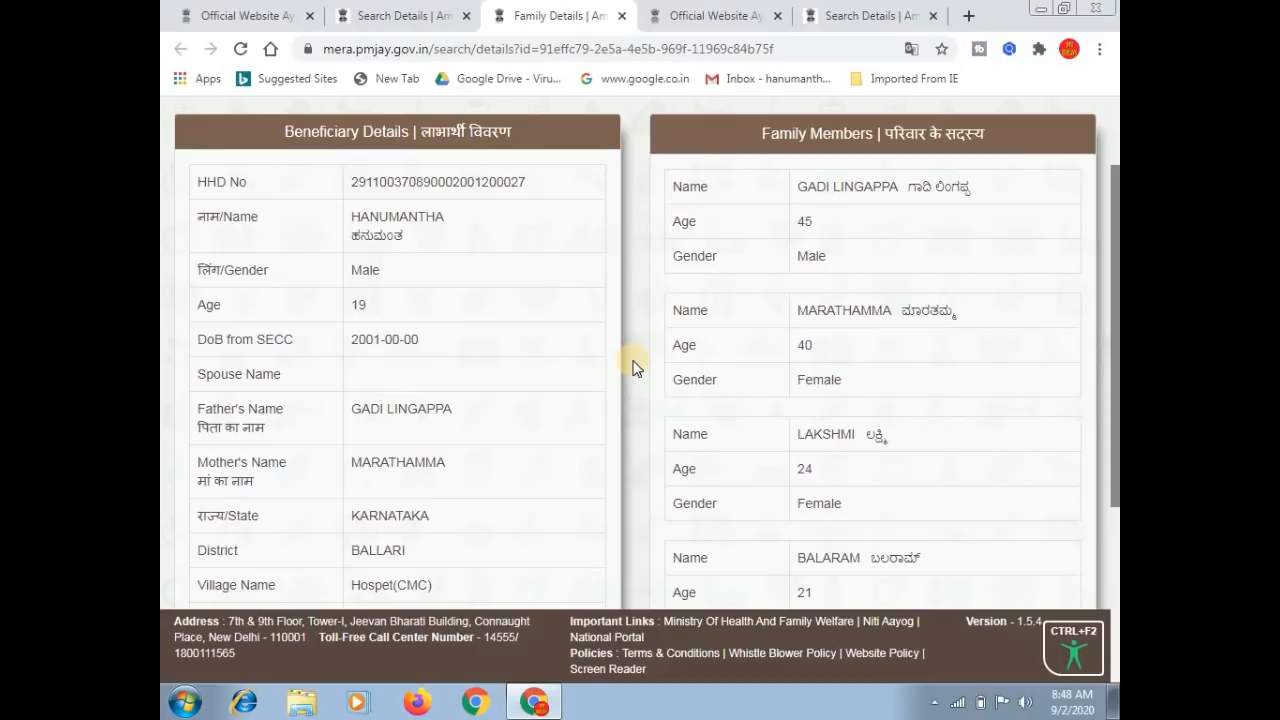 Official Website Ay
Search Details | Am
Family Details | Am
Official Website Ay
Search Details | Am
mera.pmjay.gov.in/search/details?id=91effc79-2e5a-4e5b-969f-11969c84b75f
Apps
Suggested Sites
New Tab
Google Drive - Viru...
www.google.co.in
Inbox - hanumanth...
Imported From IE
Beneficiary Details | लाभार्थी विवरण
HHD No 291100370890002001200027
नाम/Name HANUMANTHA
ಹನುಮಂತ
लिंग/Gender Male
Age 19
DoB from SECC 2001-00-00
Spouse Name
Father's Name GADI LINGAPPA
पिता का नाम
Mother's Name MARATHAMMA
मां का नाम
राज्य/State KARNATAKA
District BALLARI
Village Name Hospet(CMC)
Family Members | परिवार के सदस्य
Name GADI LINGAPPA ಗಾದಿ ಲಿಂಗಪ್ಪ
Age 45
Gender Male
Name MARATHAMMA ಮಾರತಮ್ಮ
Age 40
Gender Female
Name LAKSHMI ಲಕ್ಷ್ಮಿ
Age 24
Gender Female
Name BALARAM ಬಲರಾಮ್
Age 21
Address : 7th & 9th Floor, Tower-I, Jeevan Bharati Building, Connaught
Place, New Delhi - 110001 Toll-Free Call Center Number - 14555/
1800111565
Important Links : Ministry Of Health And Family Welfare | Niti Aayog |
National Portal
Policies : Terms & Conditions | Whistle Blower Policy | Website Policy |
Screen Reader
Version - 1.5.4
CTRL+F2
8:48 AM
9/2/2020